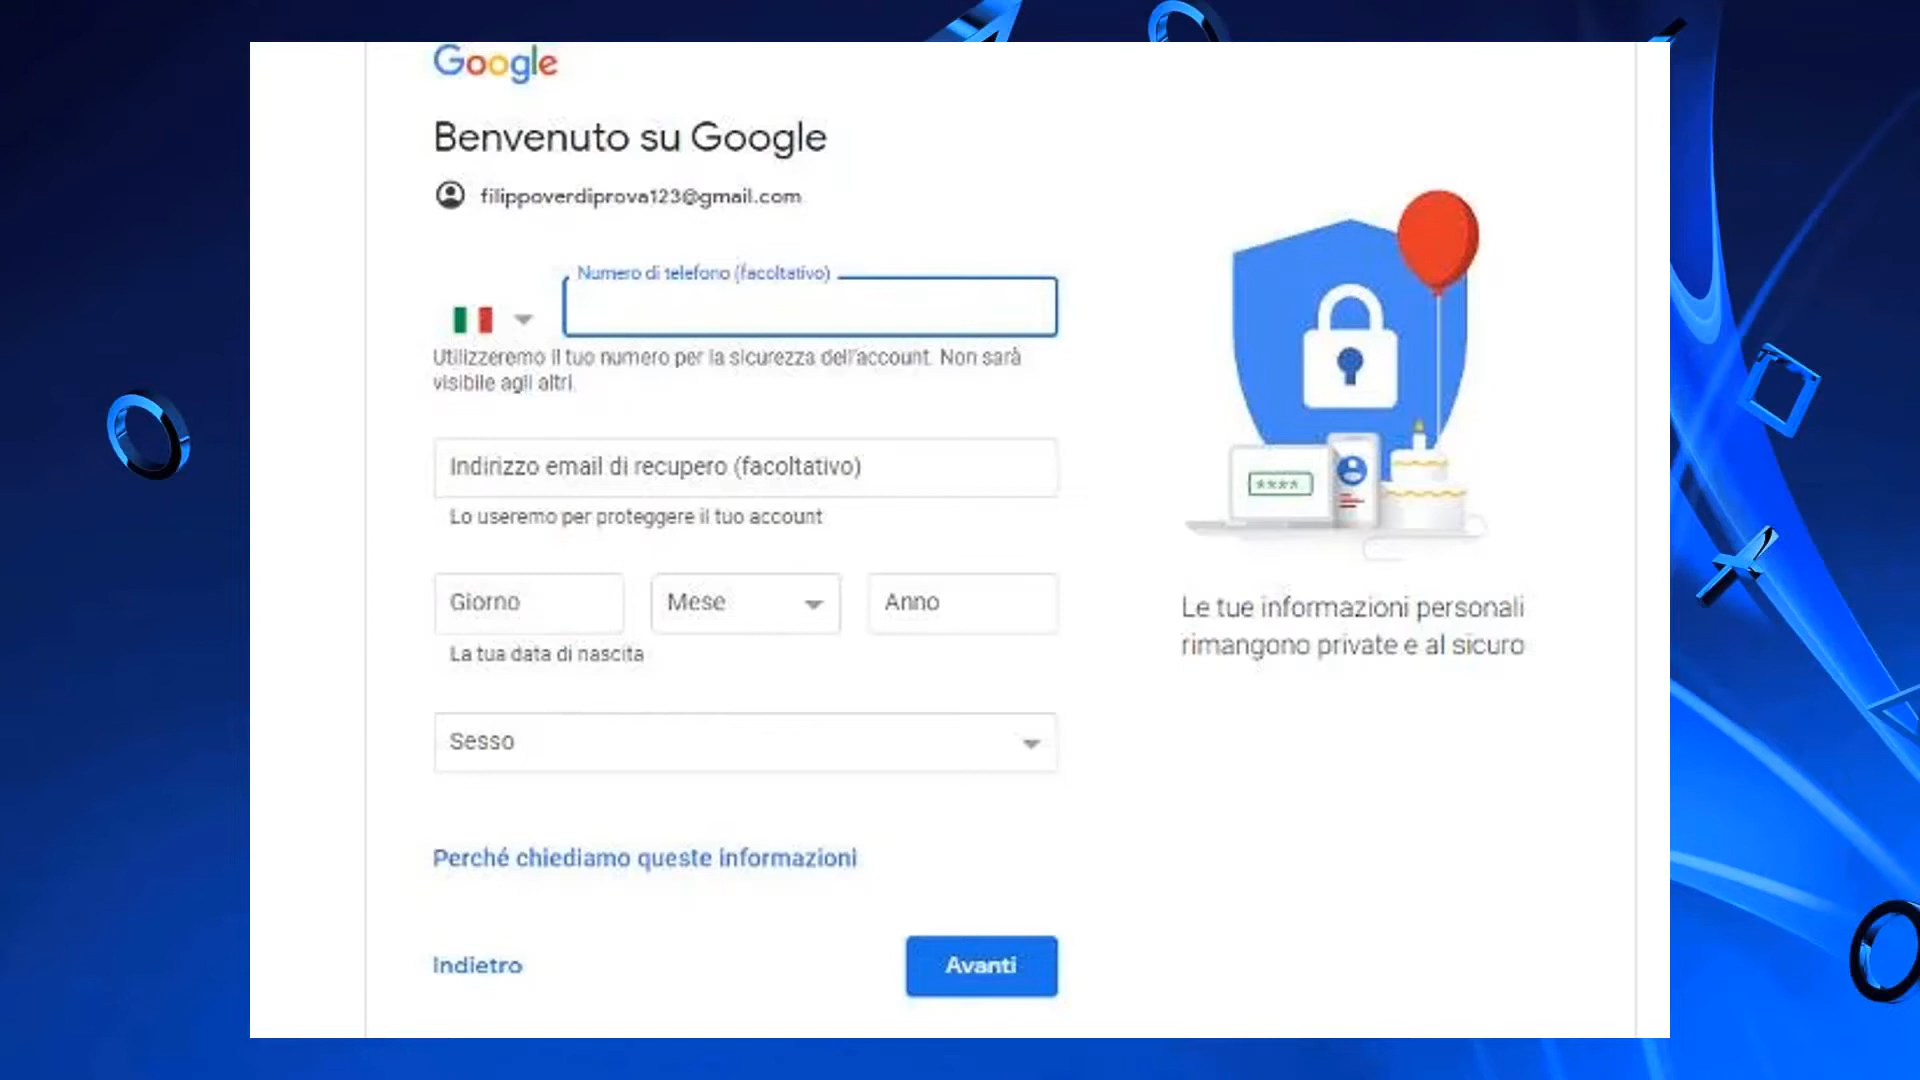 Google
Benvenuto su Google
filippoverdiprova123@gmail.com
Numero di telefono (facoltativo)
Utilizzeremo il tuo numero per la sicurezza dell'account. Non sarà
visibile agli altri.
Indirizzo email di recupero (facoltativo)
Lo useremo per proteggere il tuo account
****
Giorno
Mese
Anno
La tua data di nascita
Le tue informazioni personali
rimangono private e al sicuro
Sesso
Perché chiediamo queste informazioni
Indietro
Avanti